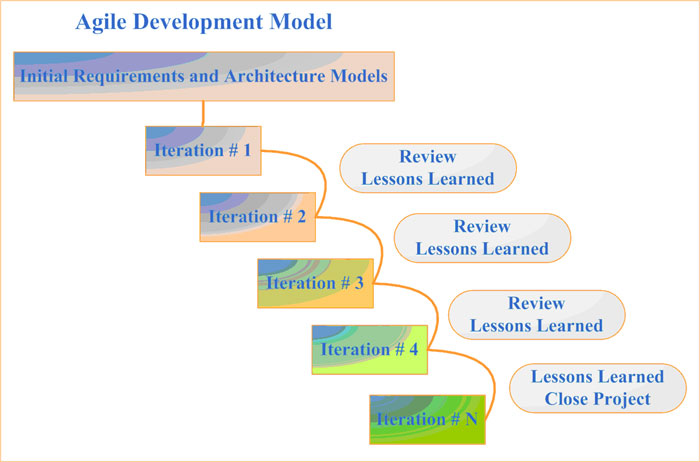 Agile Development Model
Initial Requirements and Architecture Models
Iteration # 1
Review
Lessons Learned
Iteration # 2
Review
Lessons Learned
Iteration # 3
Review
Lessons Learned
Iteration # 4
Lessons Learned
Close Project
Iteration # N